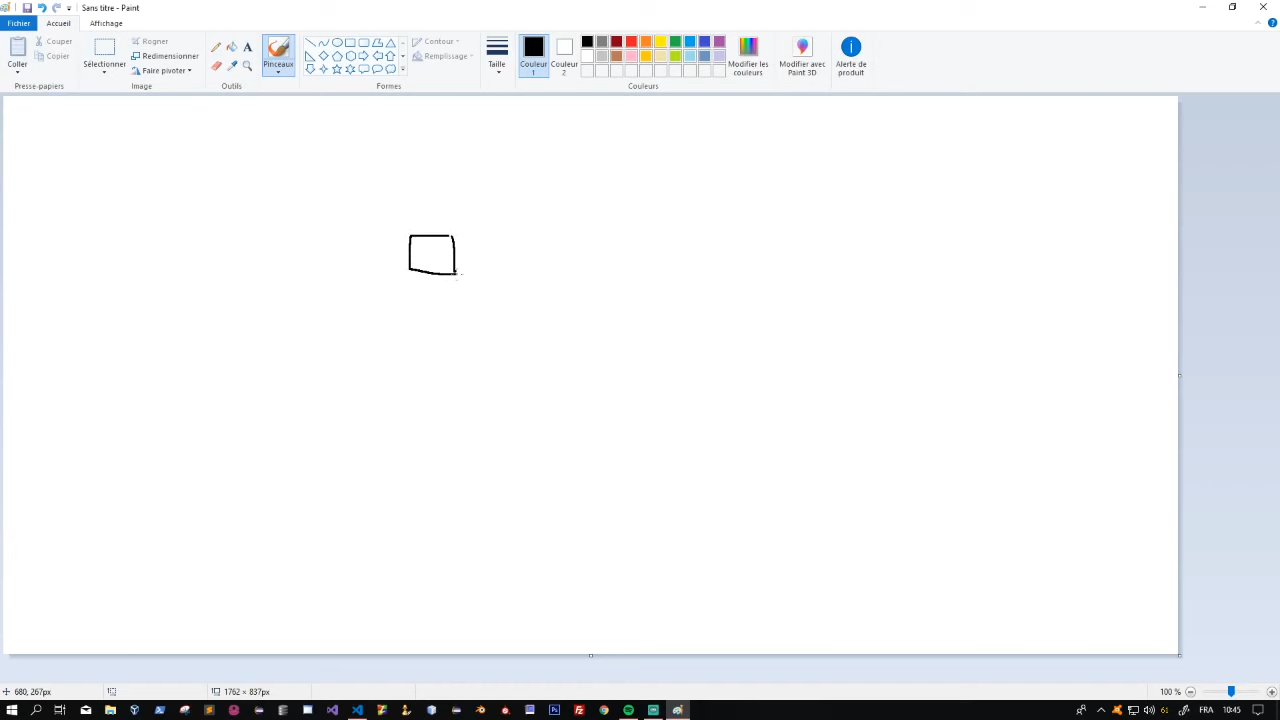 Sans titre - Paint
Fichier
Accueil
Affichage
Coller
Couper
Copier
Presse-papiers
Sélectionner
Rogner
Redimensionner
Faire pivoter
Image
Outils
Pinceaux
Contour
Remplissage
Formes
Taille
Couleur
1
Couleur
2
Modifier les
couleurs
Couleurs
Modifier avec
Paint 3D
Alerte de
produit
680, 267px
1762 × 837px
100 %
61
FRA
10:45